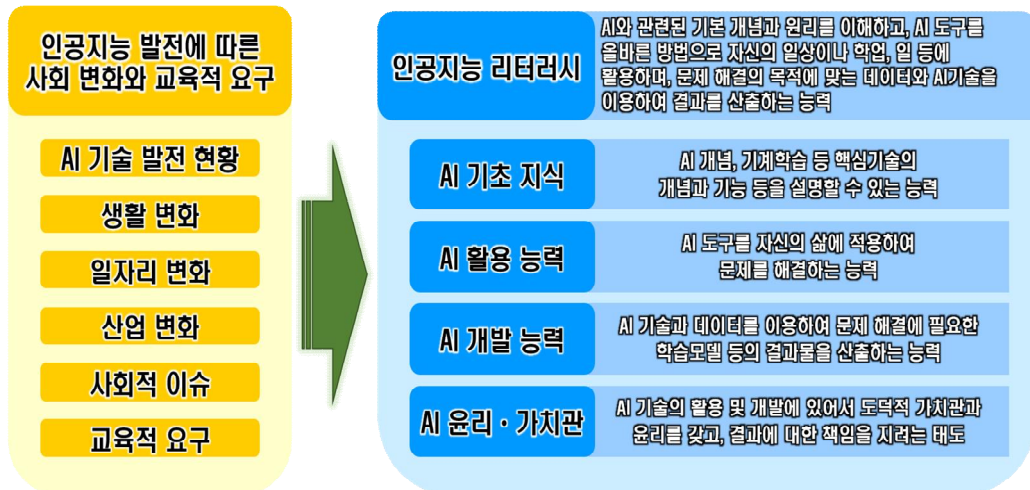 인공지능 발전에 따른
사회 변화와 교육적 요구
AI 기술 발전 현황
생활 변화
일자리 변화
산업 변화
사회적 이슈
교육적 요구
인공지능 리터러시
AI와 관련된 기본 개념과 원리를 이해하고, AI 도구를
올바른 방법으로 자신의 일상이나 학업, 일 등에
활용하며, 문제 해결의 목적에 맞는 데이터와 AI기술을
이용하여 결과를 산출하는 능력
AI 기초 지식
AI 개념, 기계학습 등 핵심기술의
개념과 기능 등을 설명할 수 있는 능력
AI 활용 능력
AI 도구를 자신의 삶에 적용하여
문제를 해결하는 능력
AI 개발 능력
AI 기술과 데이터를 이용하여 문제 해결에 필요한
학습모델 등의 결과물을 산출하는 능력
AI 윤리·가치관
AI 기술의 활용 및 개발에 있어서 도덕적 가치관과
윤리를 갖고, 결과에 대한 책임을 지려는 태도